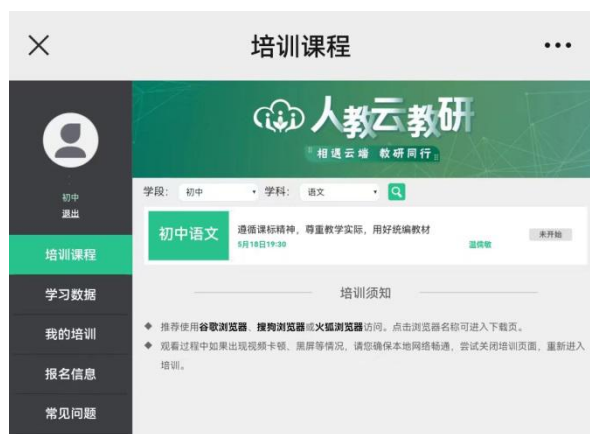 培训课程
人教云教研
相遇云端 教研同行
初中
退出
培训课程
学习数据
我的培训
报名信息
常见问题
学段: 初中 学科: 语文
初中语文
遵循课标精神，尊重教学实际，用好统编教材
5月18日19:30
未开始
培训须知
推荐使用谷歌浏览器、搜狗浏览器或火狐浏览器访问。点击浏览器名称可进入下载页。
观看过程中如果出现视频卡顿、黑屏等情况，请您确保本地网络畅通，尝试关闭培训页面，重新进入
培训。